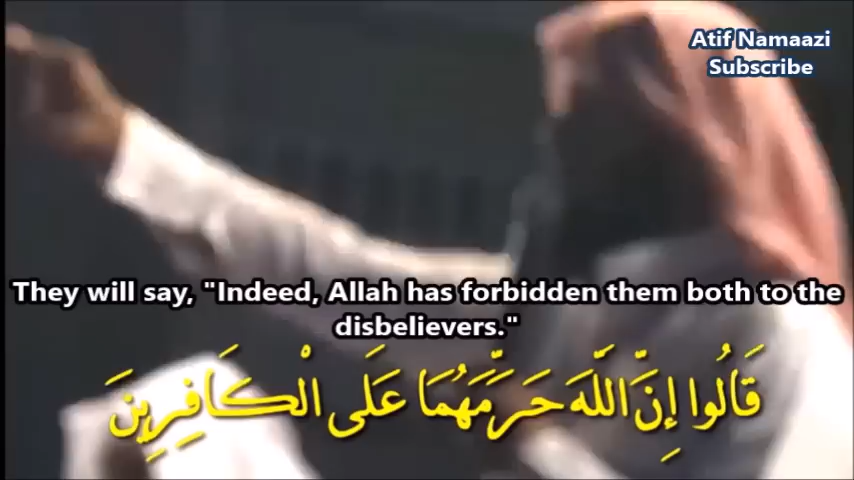 Atif Namaazi
Subscribe
They will say, "Indeed, Allah has forbidden them both to the
disbelievers."
قَالُوا إِنَّ اللَّهَ حَرَّمَهُمَا عَلَى الْكَافِرِينَ